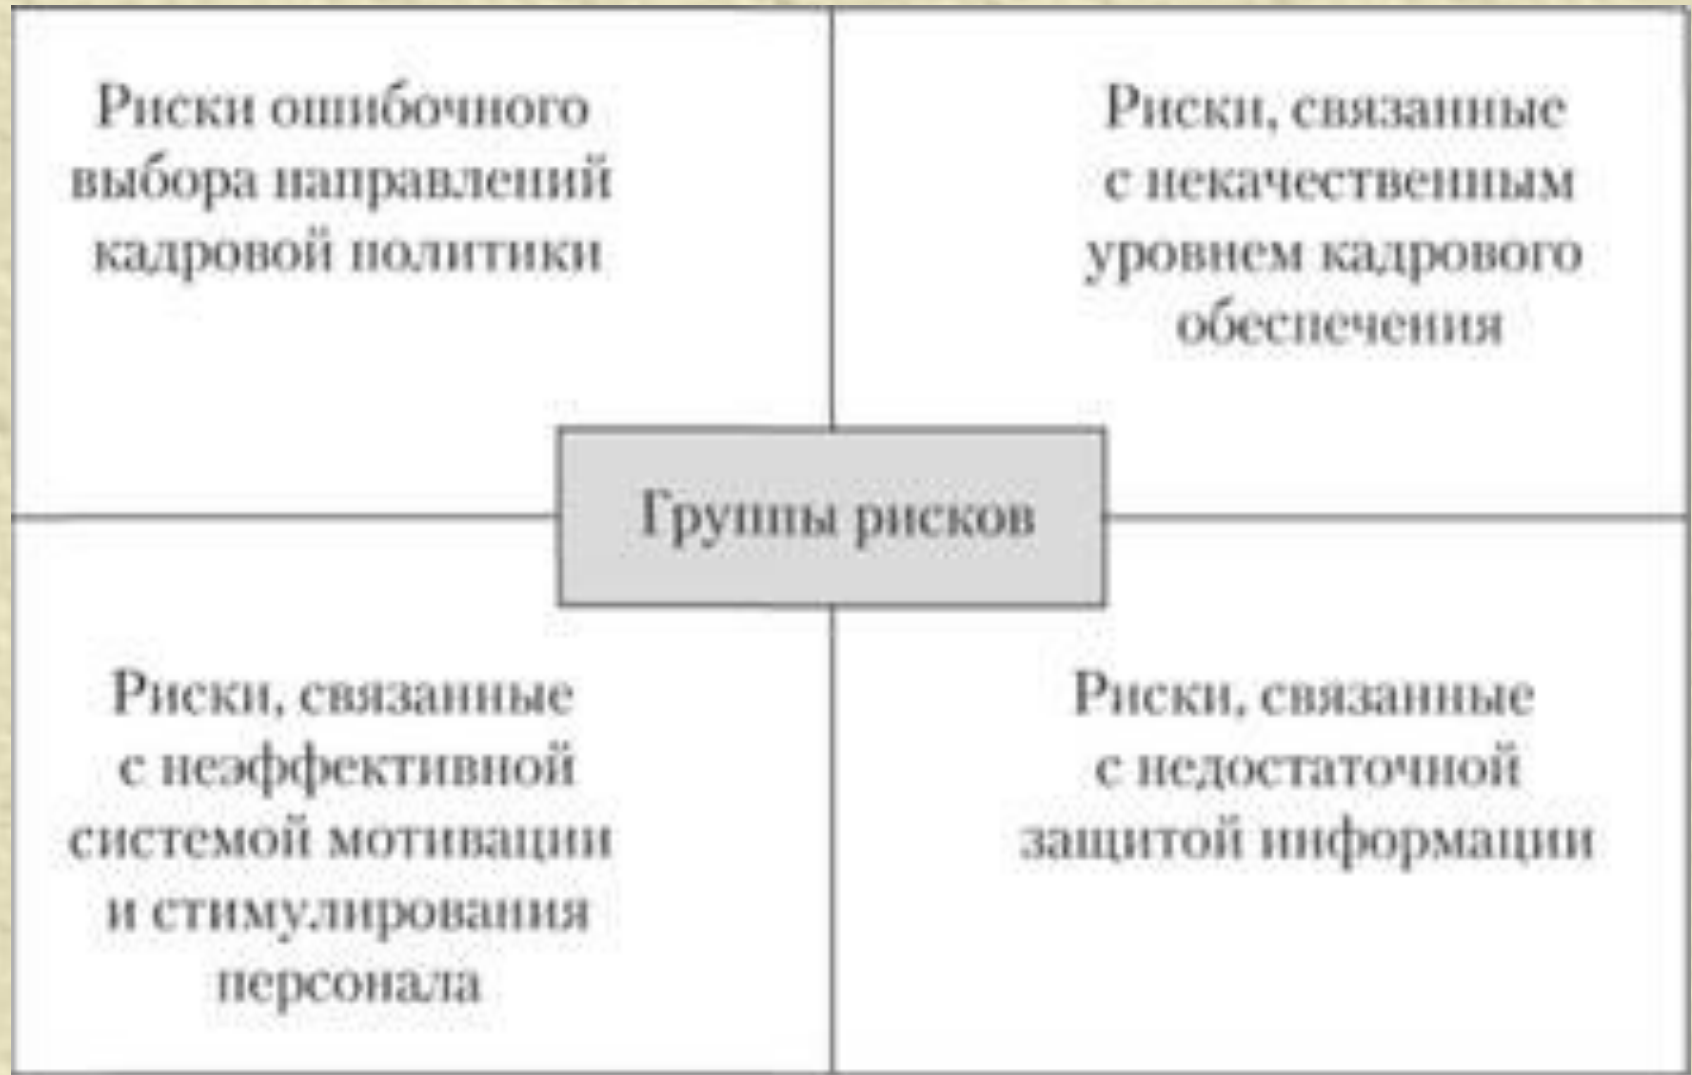 Риски ошибочного
выбора направлений
кадровой политики
Риски, связанные
с некачественным
уровнем кадрового
обеспечения
Группы рисков
Риски, связанные
с неэффективной
системой мотивации
и стимулирования
персонала
Риски, связанные
с недостаточной
защитой информации